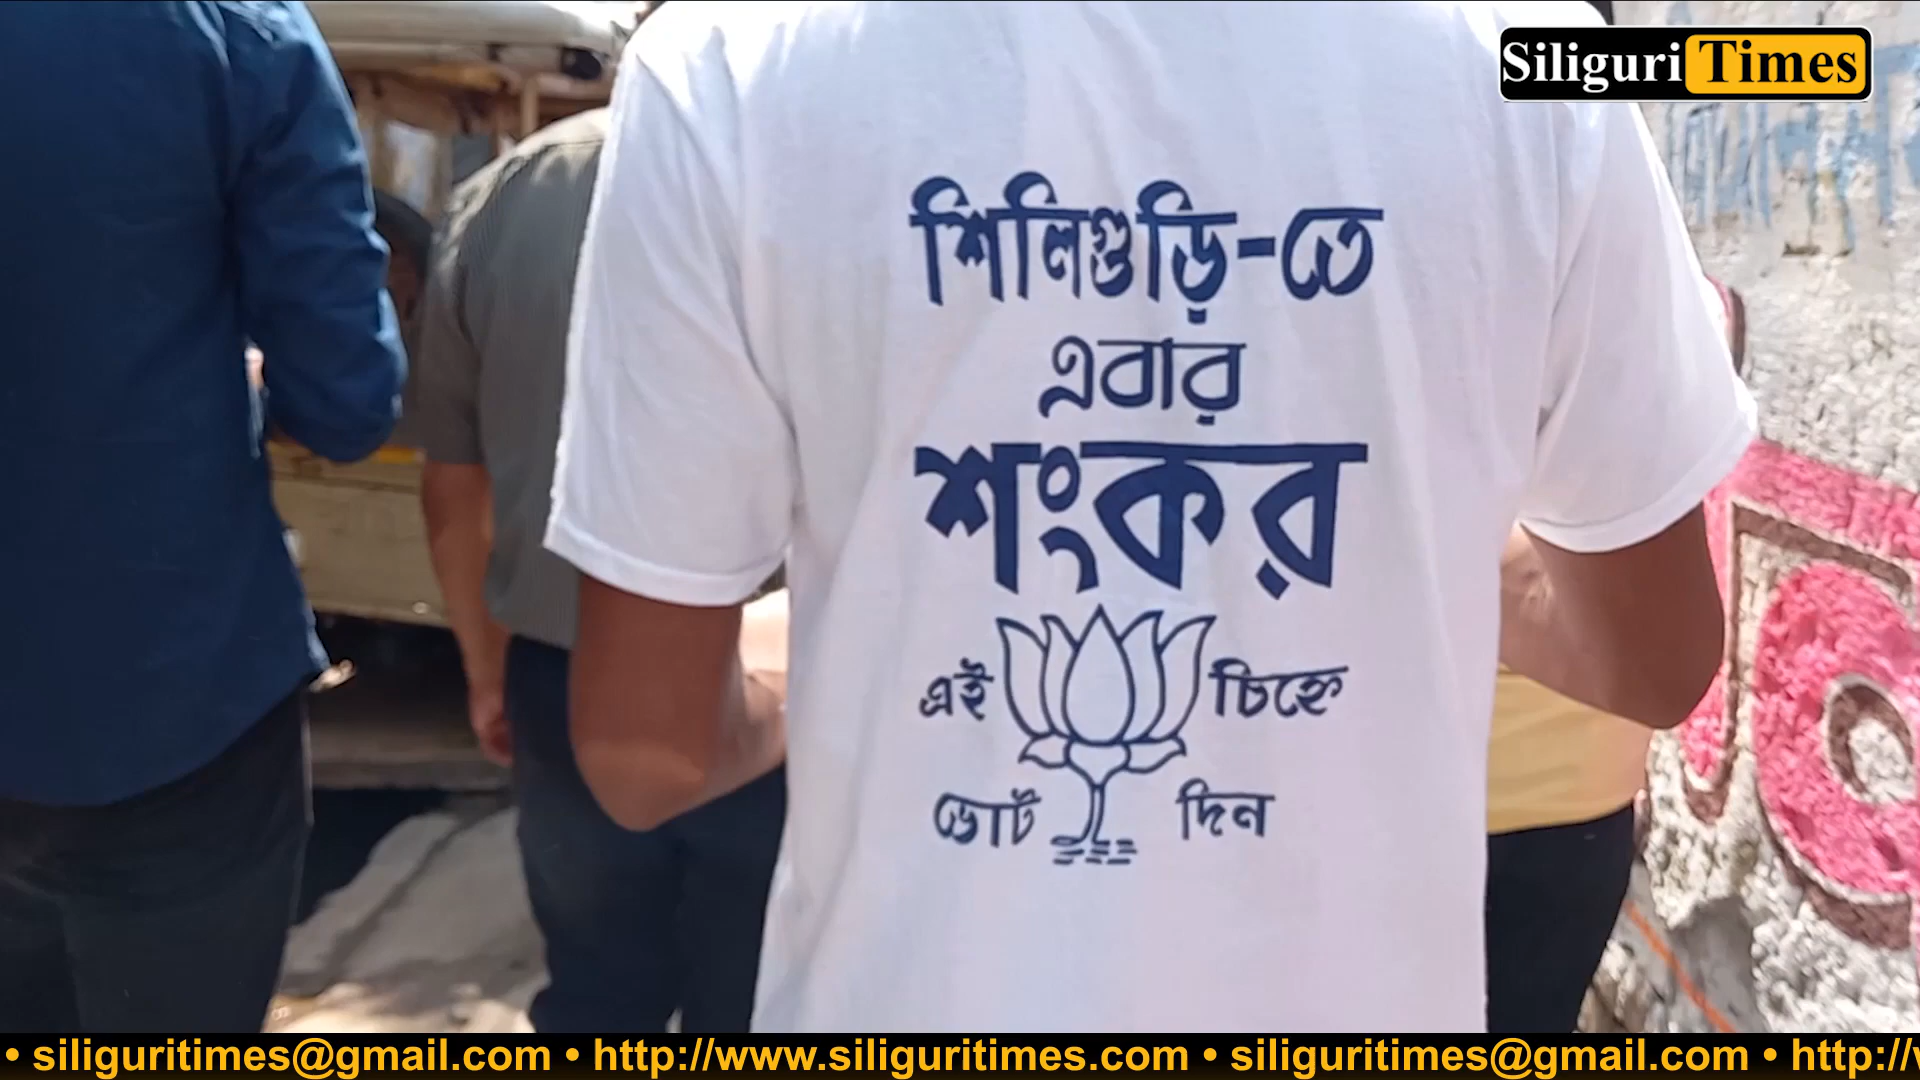 Siliguri Times
শিলিগুড়ি-তে
এবার
শংকর
এই চিহ্নে
ভোট দিন
• siliguritimes@gmail.com • http://www.siliguritimes.com • siliguritimes@gmail.com • http://